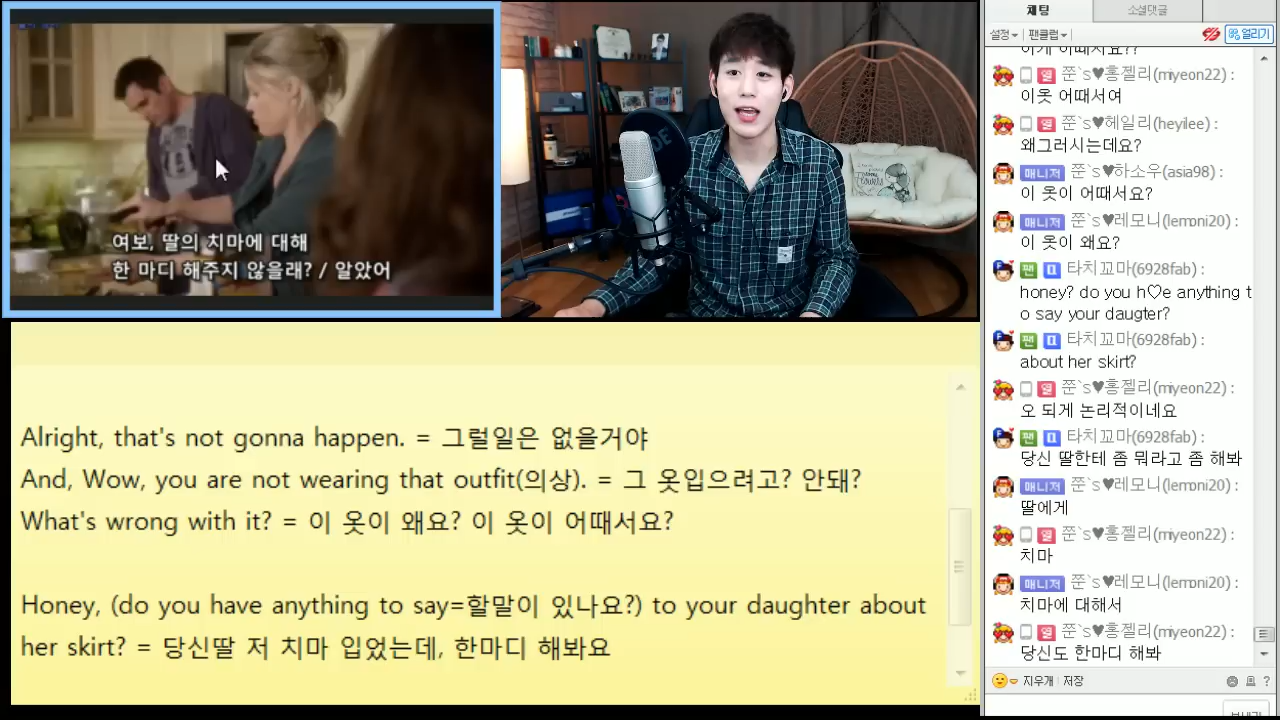 여보, 딸의 치마에 대해
한 마디 해주지 않을래? / 알았어
Alright, that's not gonna happen. = 그럴일은 없을거야
And, Wow, you are not wearing that outfit(의상). = 그 옷입으려고? 안돼?
What's wrong with it? = 이 옷이 왜요? 이 옷이 어때서요?
Honey, (do you have anything to say=할말이 있나요?) to your daughter about
her skirt? = 당신딸 저 치마 입었는데, 한마디 해봐요
채팅
소셜댓글
설정
팬클럽
얼리기
열 쭌`s♥홍젤리(miyeon22) :
이옷 어때서여
열 쭌`s♥헤일리(heyilee) :
왜그러시는데요?
매니저 쭌`s♥하소우(asia98) :
이 옷이 어때서요?
매니저 쭌`s♥레모니(lemoni20) :
이 옷이 왜요?
팬 타치꼬마(6928fab) :
honey? do you h♡e anything t
o say your daugter?
팬 타치꼬마(6928fab) :
about her skirt?
열 쭌`s♥홍젤리(miyeon22) :
오 되게 논리적이네요
팬 타치꼬마(6928fab) :
당신 딸한테 좀 뭐라고 좀 해봐
매니저 쭌`s♥레모니(lemoni20) :
딸에게
열 쭌`s♥홍젤리(miyeon22) :
치마
매니저 쭌`s♥레모니(lemoni20) :
치마에 대해서
열 쭌`s♥홍젤리(miyeon22) :
당신도 한마디 해봐
지우개 저장
?